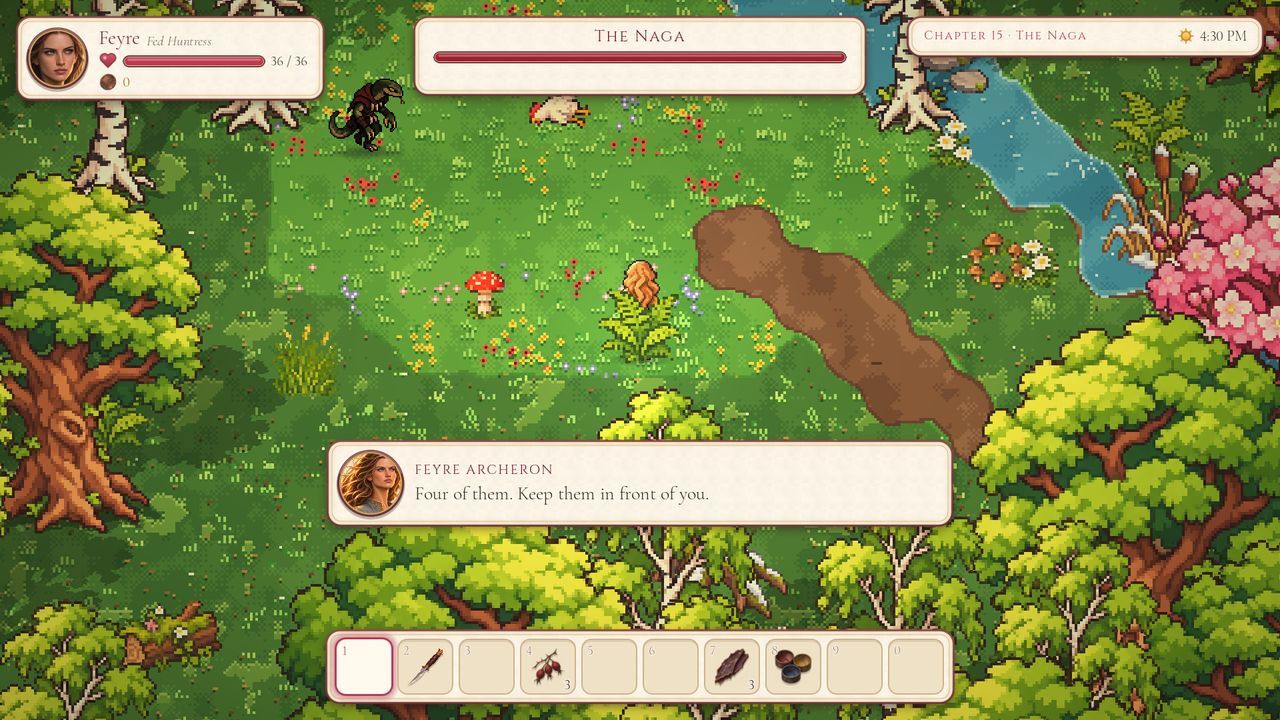 Feyre Fed Huntress
36 / 36
0
THE NAGA
CHAPTER 15 · THE NAGA
4:30 PM
FEYRE ARCHERON
Four of them. Keep them in front of you.
1 2 3 4 5 6 7 8 9 0
3 3